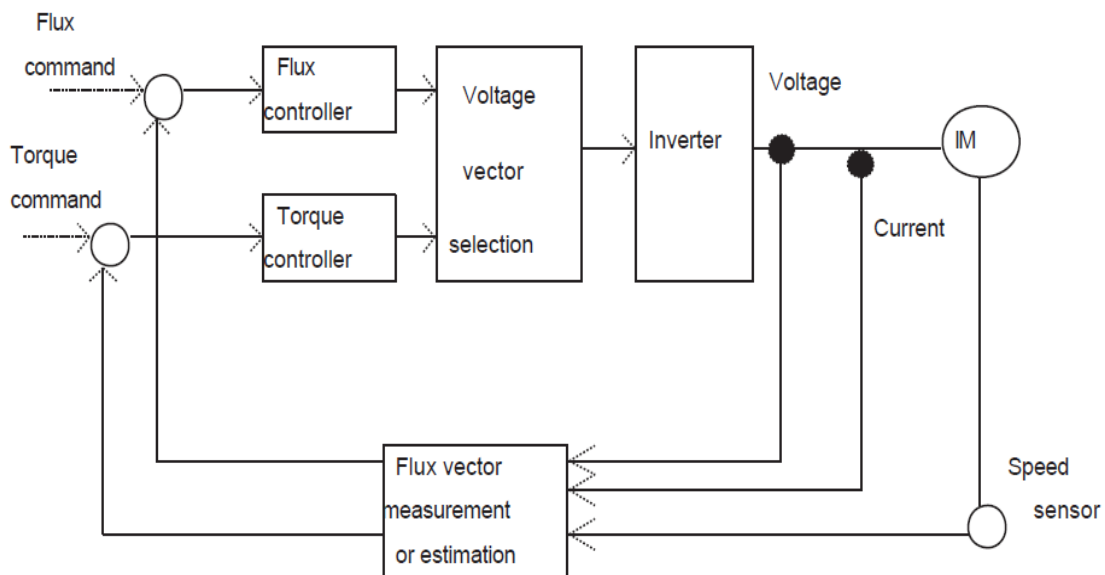 Flux
command
Torque
command
Flux
controller
Torque
controller
Voltage
vector
selection
Inverter
Voltage
IM
Current
Flux vector
measurement
or estimation
Speed
sensor